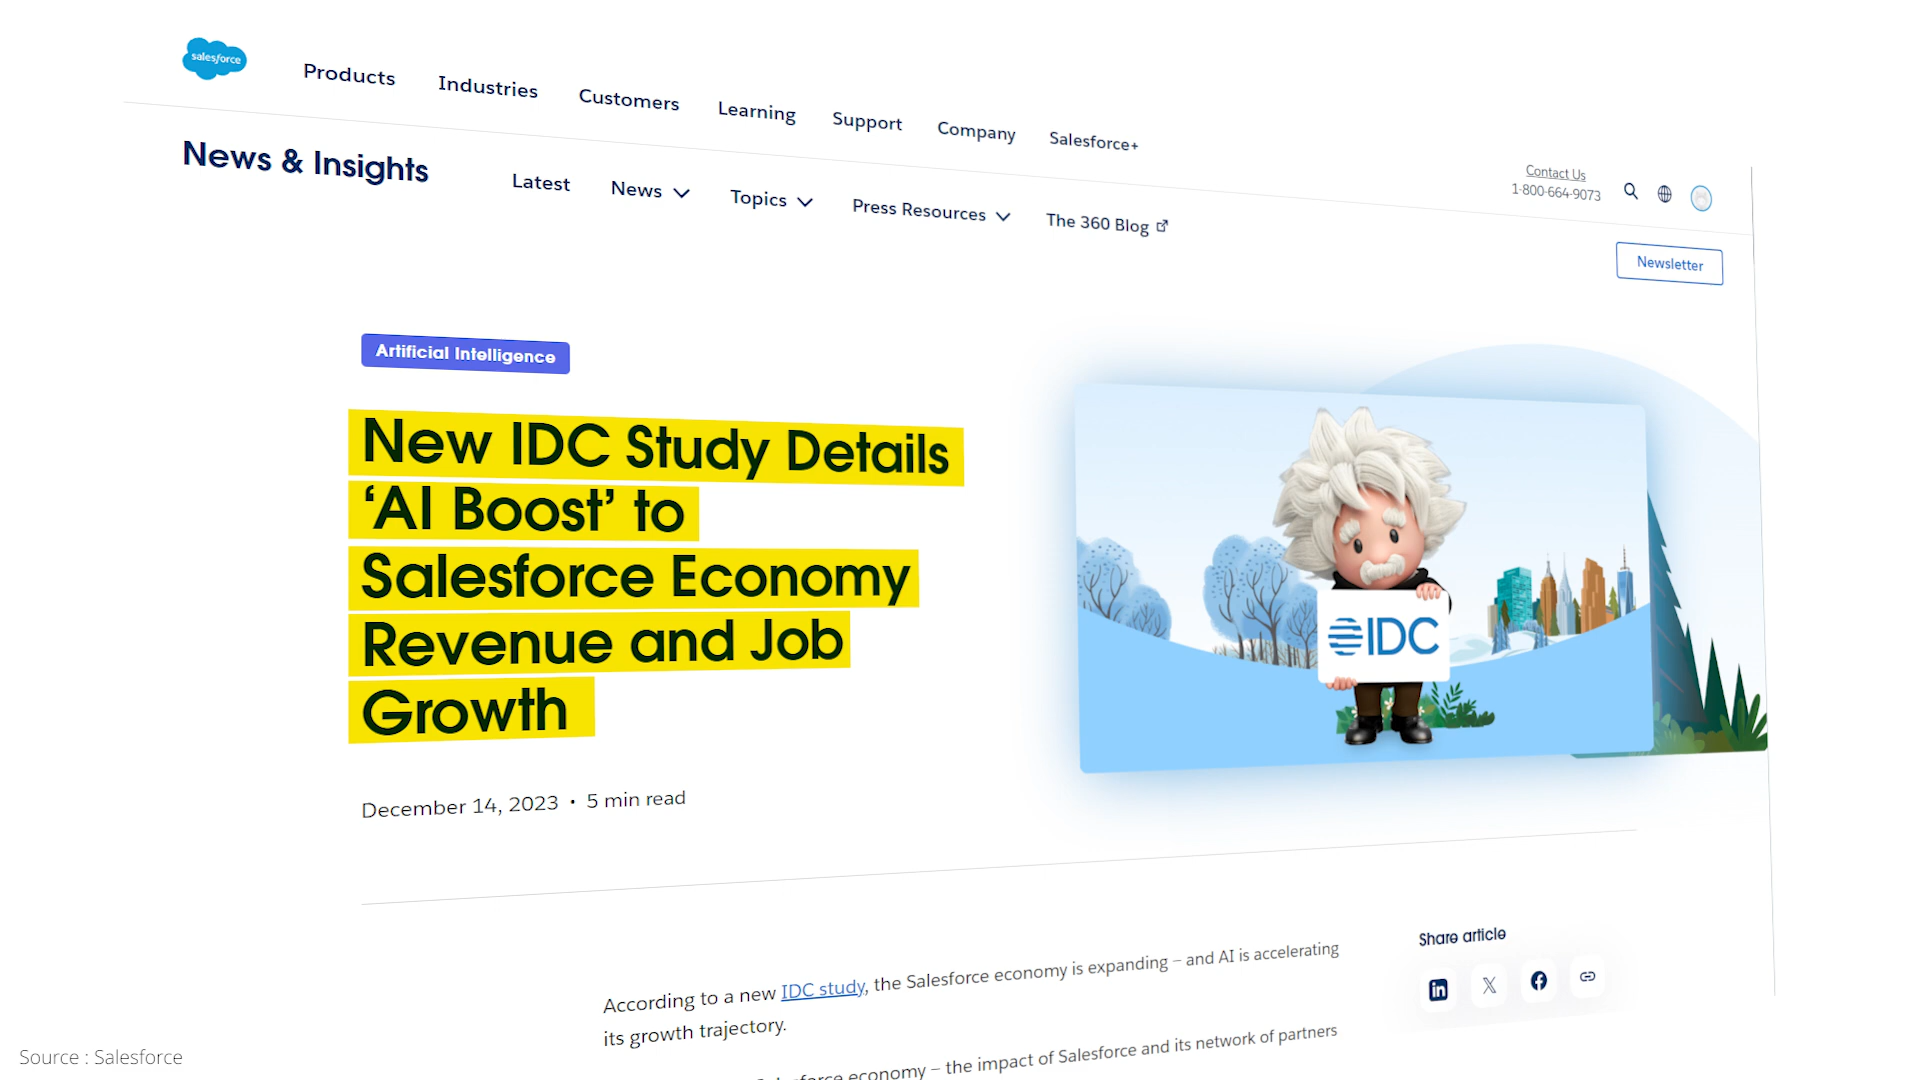 salesforce
Products Industries Customers Learning Support Company Salesforce+
Contact Us
1-800-664-9073
News & Insights
Latest News Topics Press Resources The 360 Blog
Newsletter
Artificial Intelligence
New IDC Study Details
‘AI Boost’ to
Salesforce Economy
Revenue and Job
Growth
IDC
December 14, 2023 • 5 min read
Share article
According to a new IDC study, the Salesforce economy is expanding – and AI is accelerating
its growth trajectory.
economy – the impact of Salesforce and its network of partners
Source : Salesforce